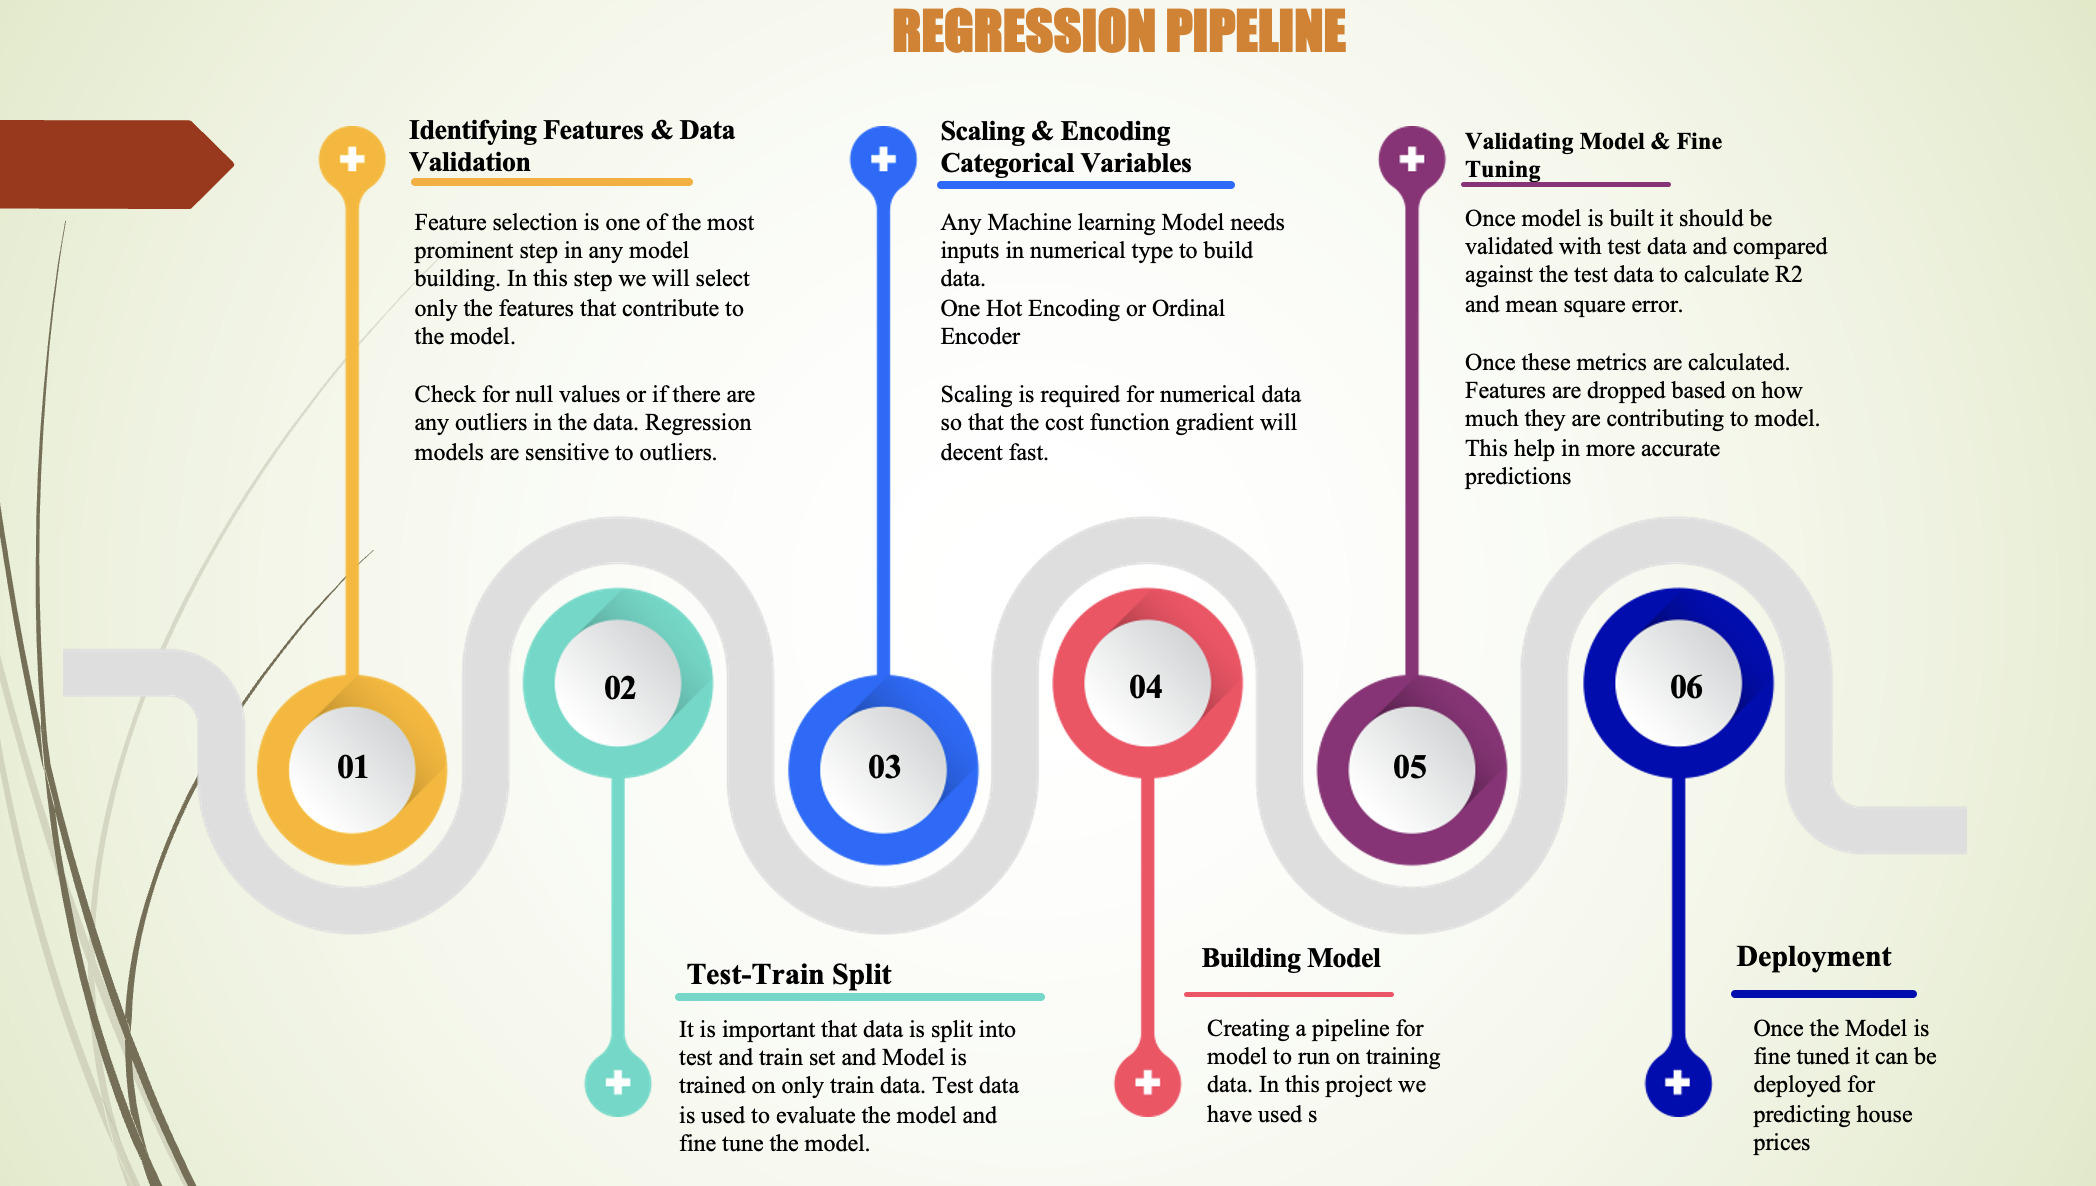 REGRESSION PIPELINE
Identifying Features & Data
Validation
Feature selection is one of the most
prominent step in any model
building. In this step we will select
only the features that contribute to
the model.
Check for null values or if there are
any outliers in the data. Regression
models are sensitive to outliers.
Scaling & Encoding
Categorical Variables
Any Machine learning Model needs
inputs in numerical type to build
data.
One Hot Encoding or Ordinal
Encoder
Scaling is required for numerical data
so that the cost function gradient will
decent fast.
Validating Model & Fine
Tuning
Once model is built it should be
validated with test data and compared
against the test data to calculate R2
and mean square error.
Once these metrics are calculated.
Features are dropped based on how
much they are contributing to model.
This help in more accurate
predictions
01
02
03
04
05
06
Test-Train Split
It is important that data is split into
test and train set and Model is
trained on only train data. Test data
is used to evaluate the model and
fine tune the model.
Building Model
Creating a pipeline for
model to run on training
data. In this project we
have used s
Deployment
Once the Model is
fine tuned it can be
deployed for
predicting house
prices